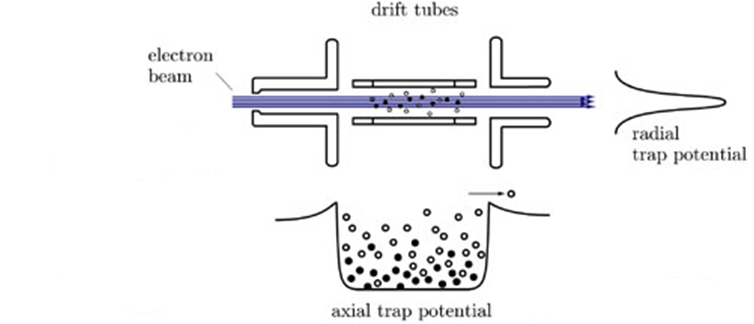 drift tubes
electron
beam
radial
trap potential
axial trap potential